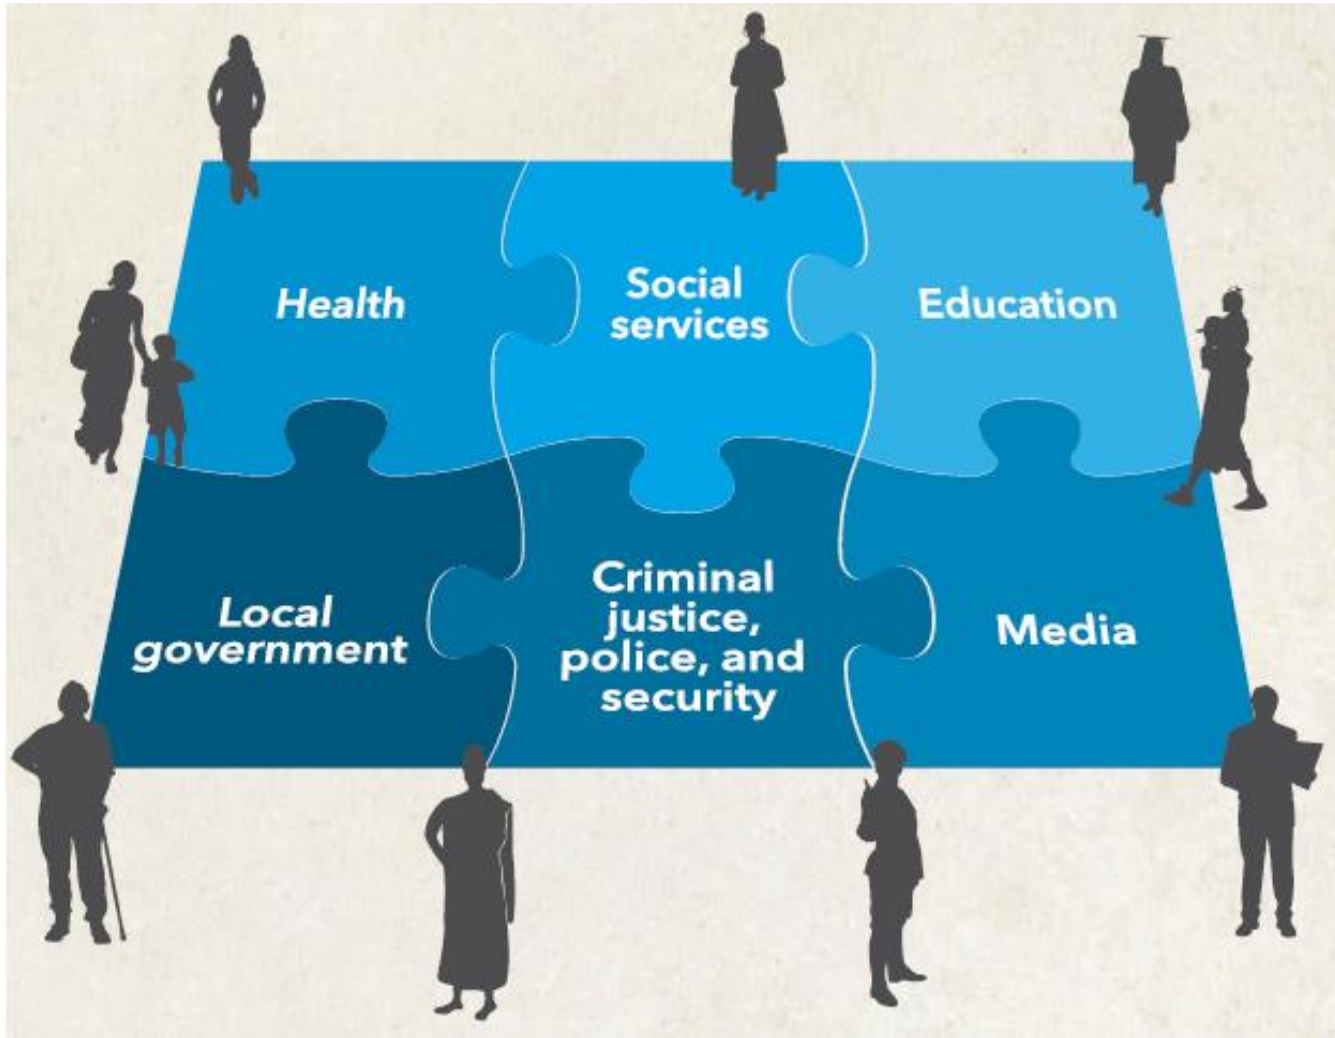 Health
Social
services
Education
Local
government
Criminal
justice,
police, and
security
Media